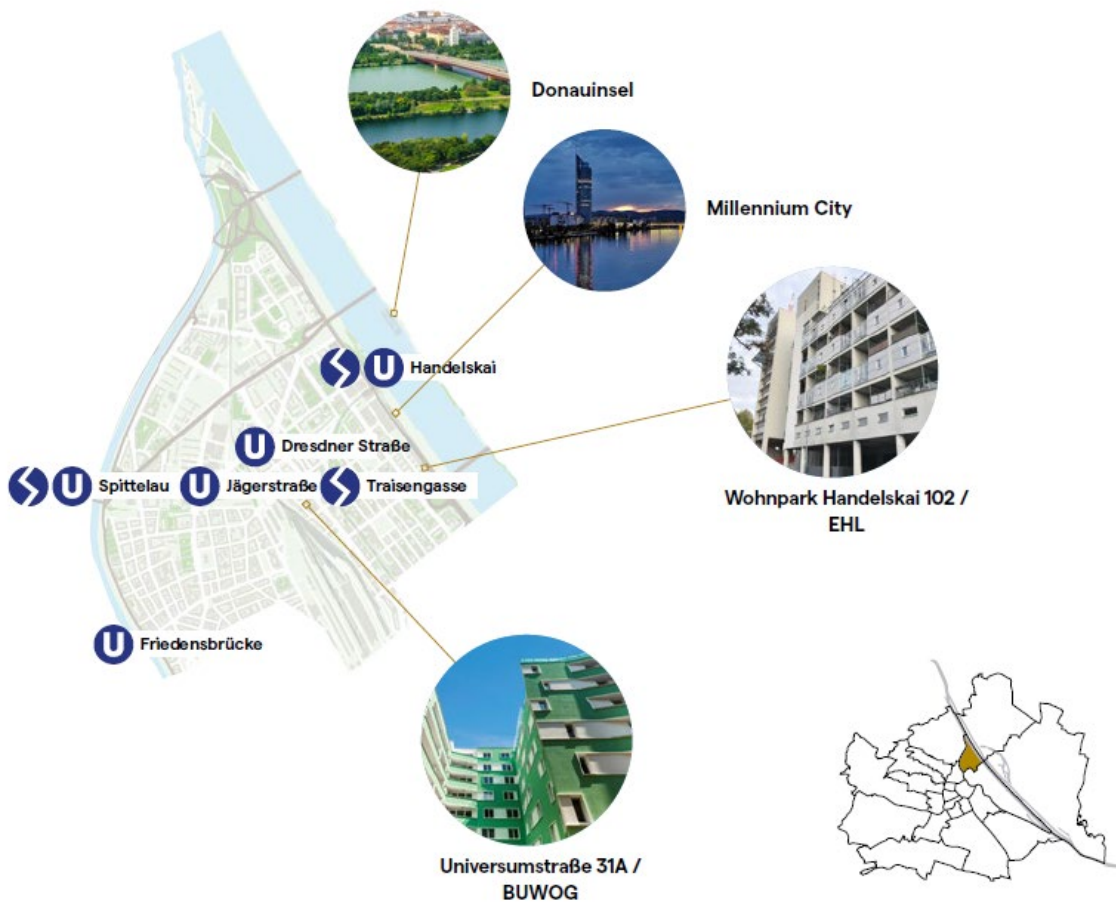 Donauinsel
Millennium City
U Handelskai
U Dresdner Straße
U Spittelau
U Jägerstraße
Traisengasse
Wohnpark Handelskai 102 /
EHL
U Friedensbrücke
Universumstraße 31A /
BUWOG